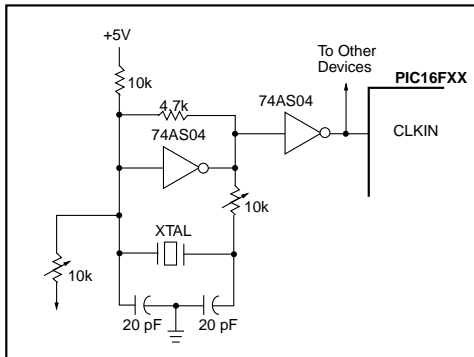 +5V
To Other
Devices
10k
4.7k
74AS04
PIC16FXX
74AS04
CLKIN
10k
XTAL
10k
20 pF
20 pF